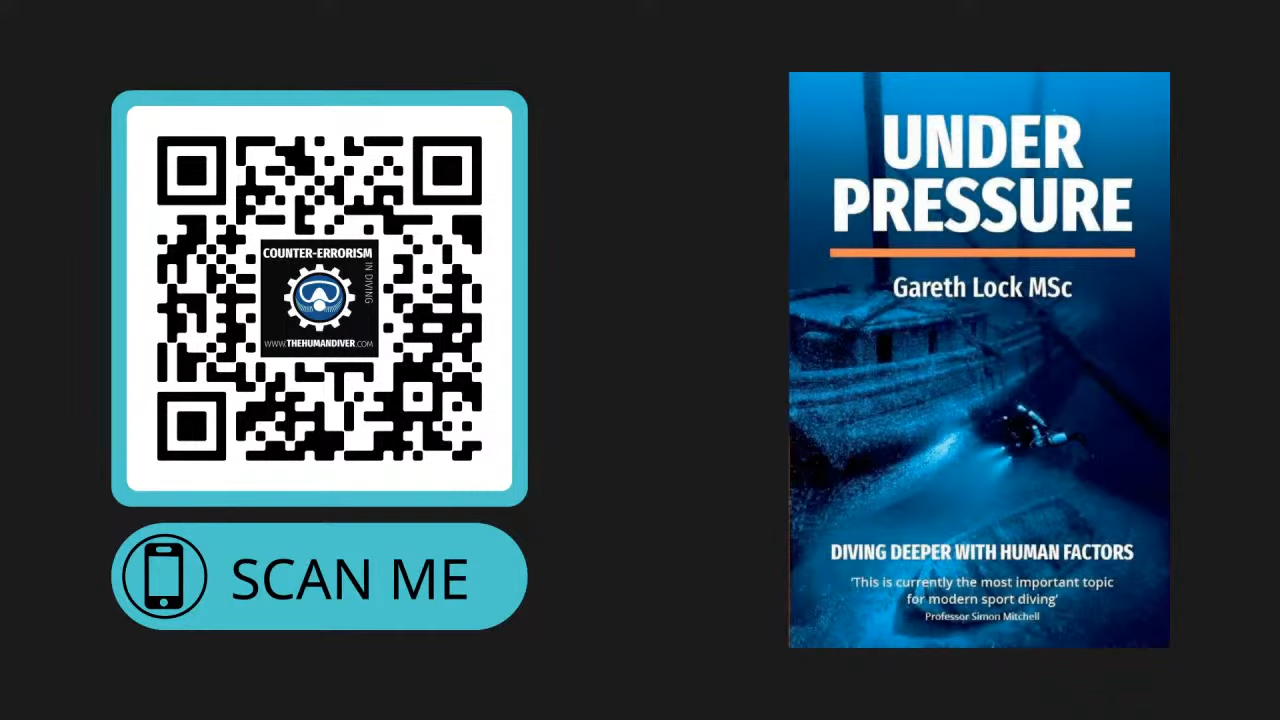 COUNTER-ERRORISM
IN DIVING
WWW.THEHUMANDIVER.COM
SCAN ME
UNDER
PRESSURE
Gareth Lock MSc
DIVING DEEPER WITH HUMAN FACTORS
'This is currently the most important topic
for modern sport diving'
Professor Simon Mitchell